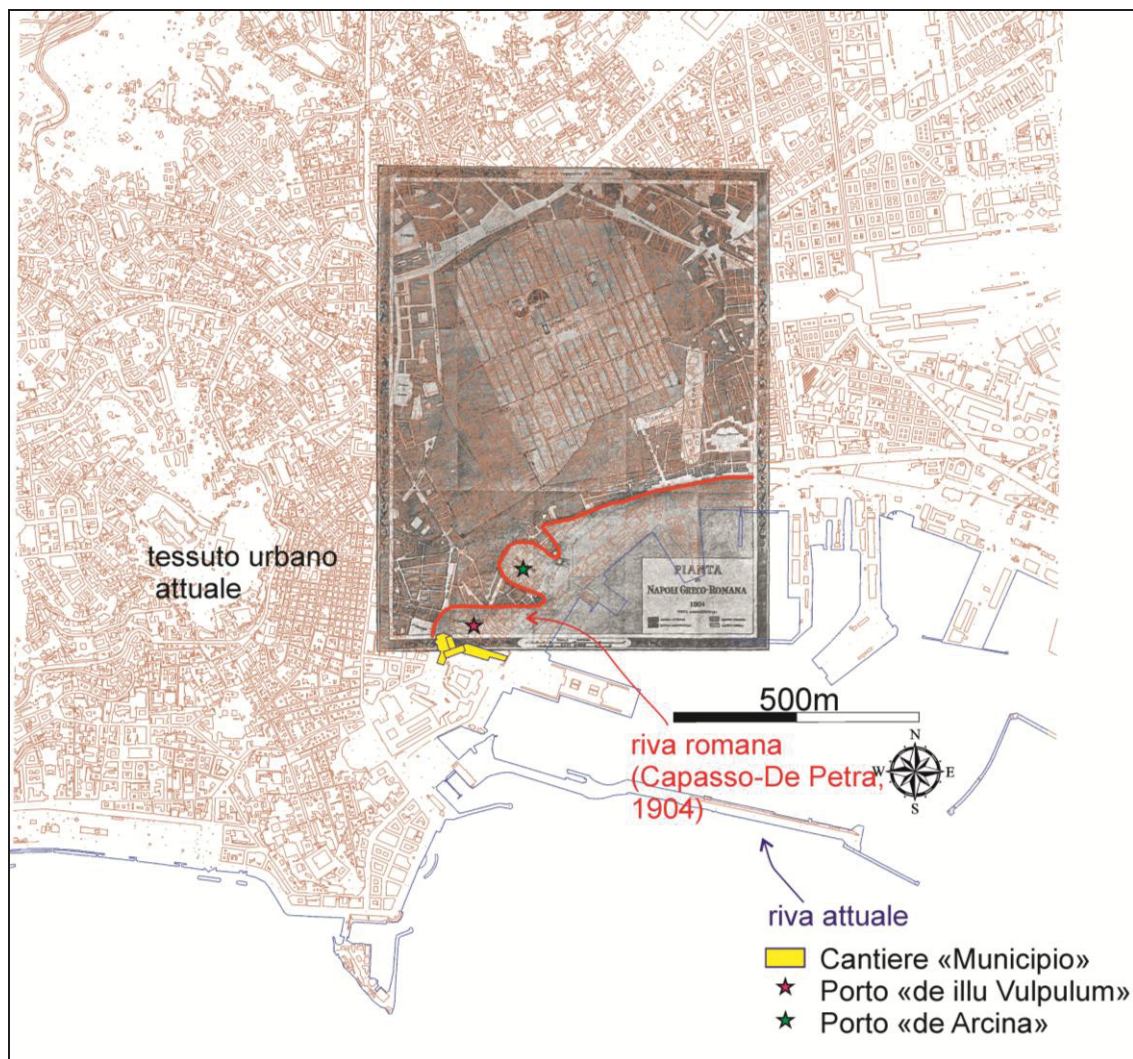 tessuto urbano
attuale
PIANTA
NAPOLI GRECO-ROMANA
1904
500m
riva romana
(Capasso-De Petra,
1904)
N
W
E
S
riva attuale
Cantiere «Municipio»
Porto «de illu Vulpulum»
Porto «de Arcina»